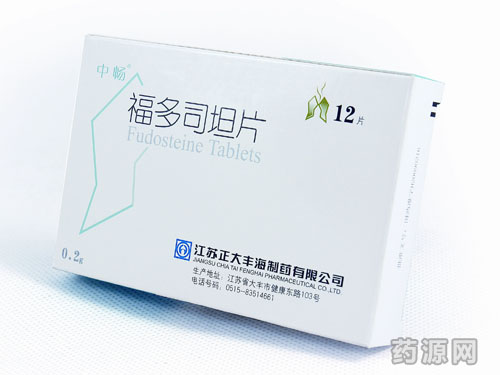 中畅®
福多司坦片
Fudosteine Tablets
12片
0.2g
江苏正大丰海制药有限公司
JIANGSU CHIA TAI FENGHAI PHARMACEUTICAL CO.,LTD.
生产地址: 江苏省大丰市健康东路103号
电话号码: 0515-83514661
药源网